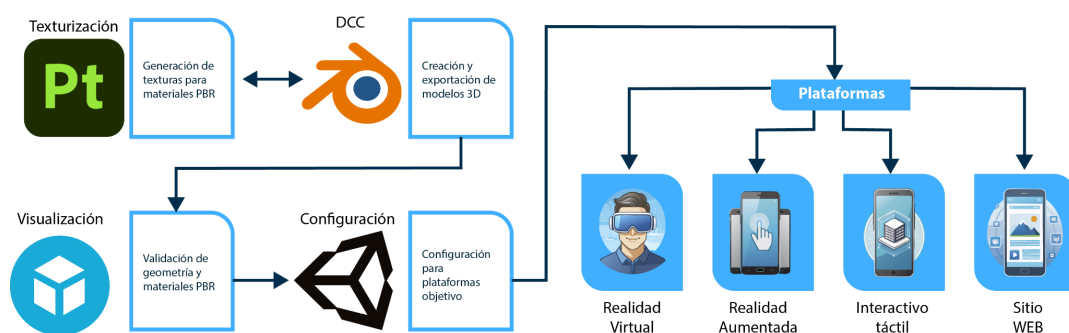 Texturización
Pt
Generación de
texturas para
materiales PBR
DCC
Creación y
exportación de
modelos 3D
Visualización
Validación de
geometría y
materiales PBR
Configuración
Configuración
para
plataformas
objetivo
Plataformas
Realidad
Virtual
Realidad
Aumentada
Interactivo
táctil
Sitio
WEB